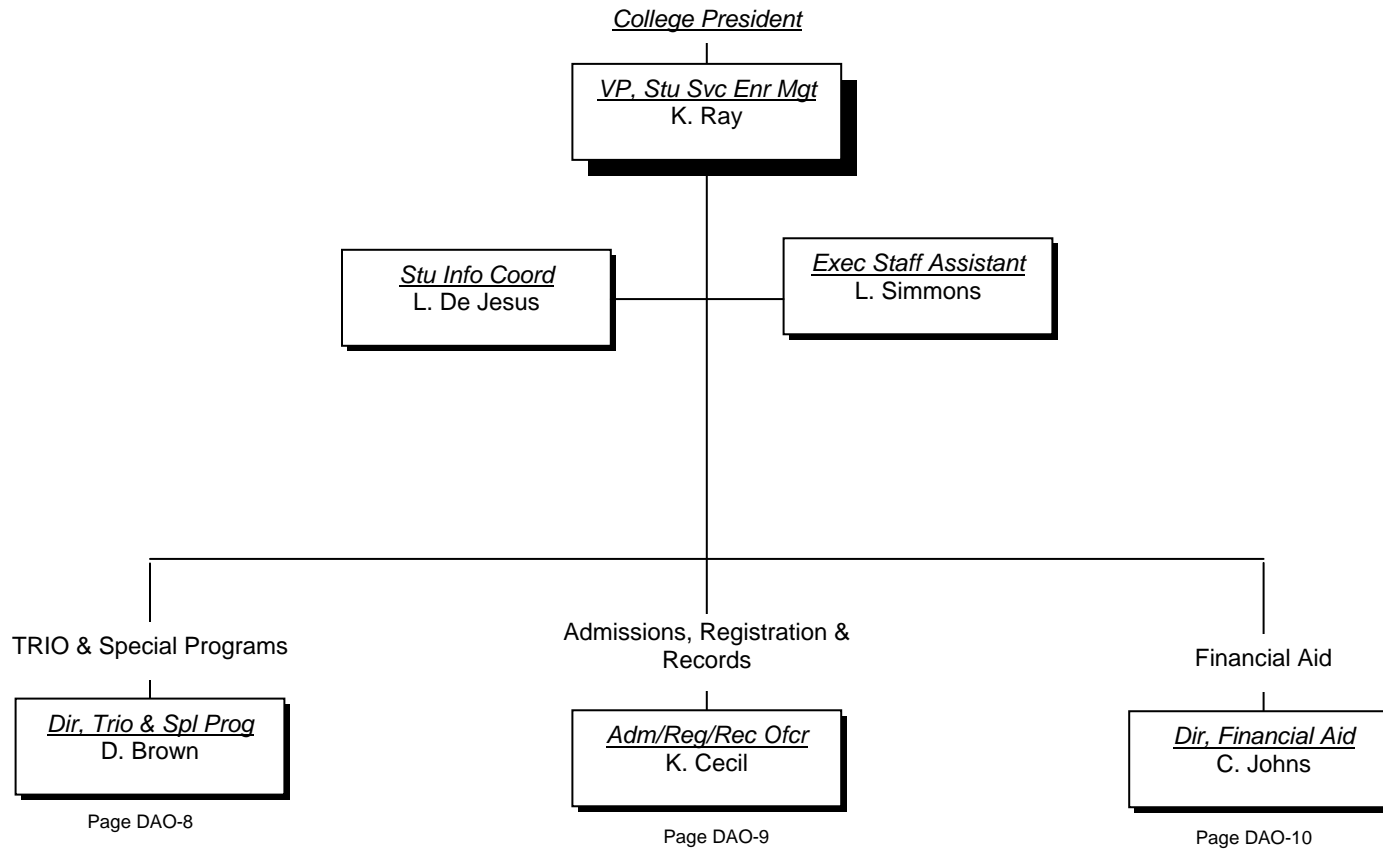 College President
VP, Stu Svc Enr Mgt
K. Ray
Stu Info Coord
L. De Jesus
Exec Staff Assistant
L. Simmons
TRIO & Special Programs
Dir, Trio & Spl Prog
D. Brown
Page DAO-8
Admissions, Registration &
Records
Adm/Reg/Rec Ofcr
K. Cecil
Page DAO-9
Financial Aid
Dir, Financial Aid
C. Johns
Page DAO-10